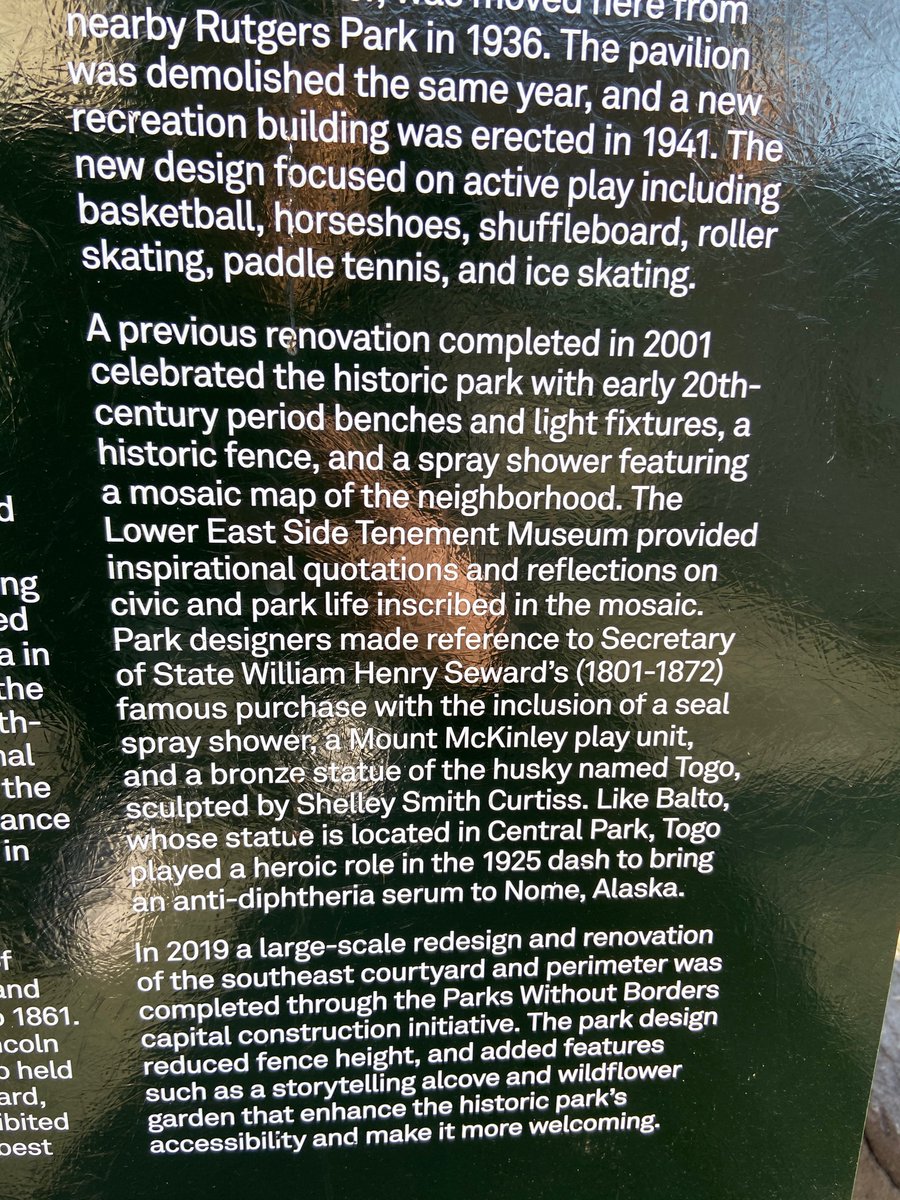 was moved here from
nearby Rutgers Park in 1936. The pavilion
was demolished the same year, and a new
recreation building was erected in 1941. The
new design focused on active play including
basketball, horseshoes, shuffleboard, roller
skating, paddle tennis, and ice skating.
A previous renovation completed in 2001
celebrated the historic park with early 20th-
century period benches and light fixtures, a
historic fence, and a spray shower featuring
a mosaic map of the neighborhood. The
Lower East Side Tenement Museum provided
inspirational quotations and reflections on
civic and park life inscribed in the mosaic.
Park designers made reference to Secretary
of State William Henry Seward's (1801-1872)
famous purchase with the inclusion of a seal
spray shower, a Mount McKinley play unit,
and a bronze statue of the husky named Togo,
sculpted by Shelley Smith Curtiss. Like Balto,
whose statue is located in Central Park, Togo
played a heroic role in the 1925 dash to bring
an anti-diphtheria serum to Nome, Alaska.
In 2019 a large-scale redesign and renovation
of the southeast courtyard and perimeter was
completed through the Parks Without Borders
capital construction initiative. The park design
reduced fence height, and added features
such as a storytelling alcove and wildflower
garden that enhance the historic park's
accessibility and make it more welcoming.
a in
the
the
in
1861.
held